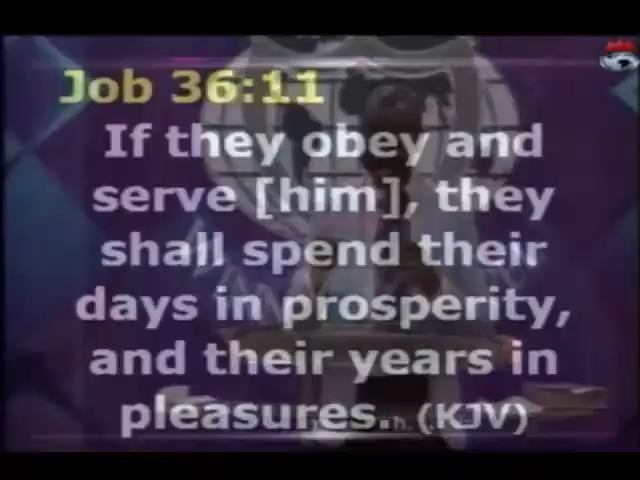 Job 36:11
If they obey and
serve [him], they
shall spend their
days in prosperity,
and their years in
pleasures. (KJV)